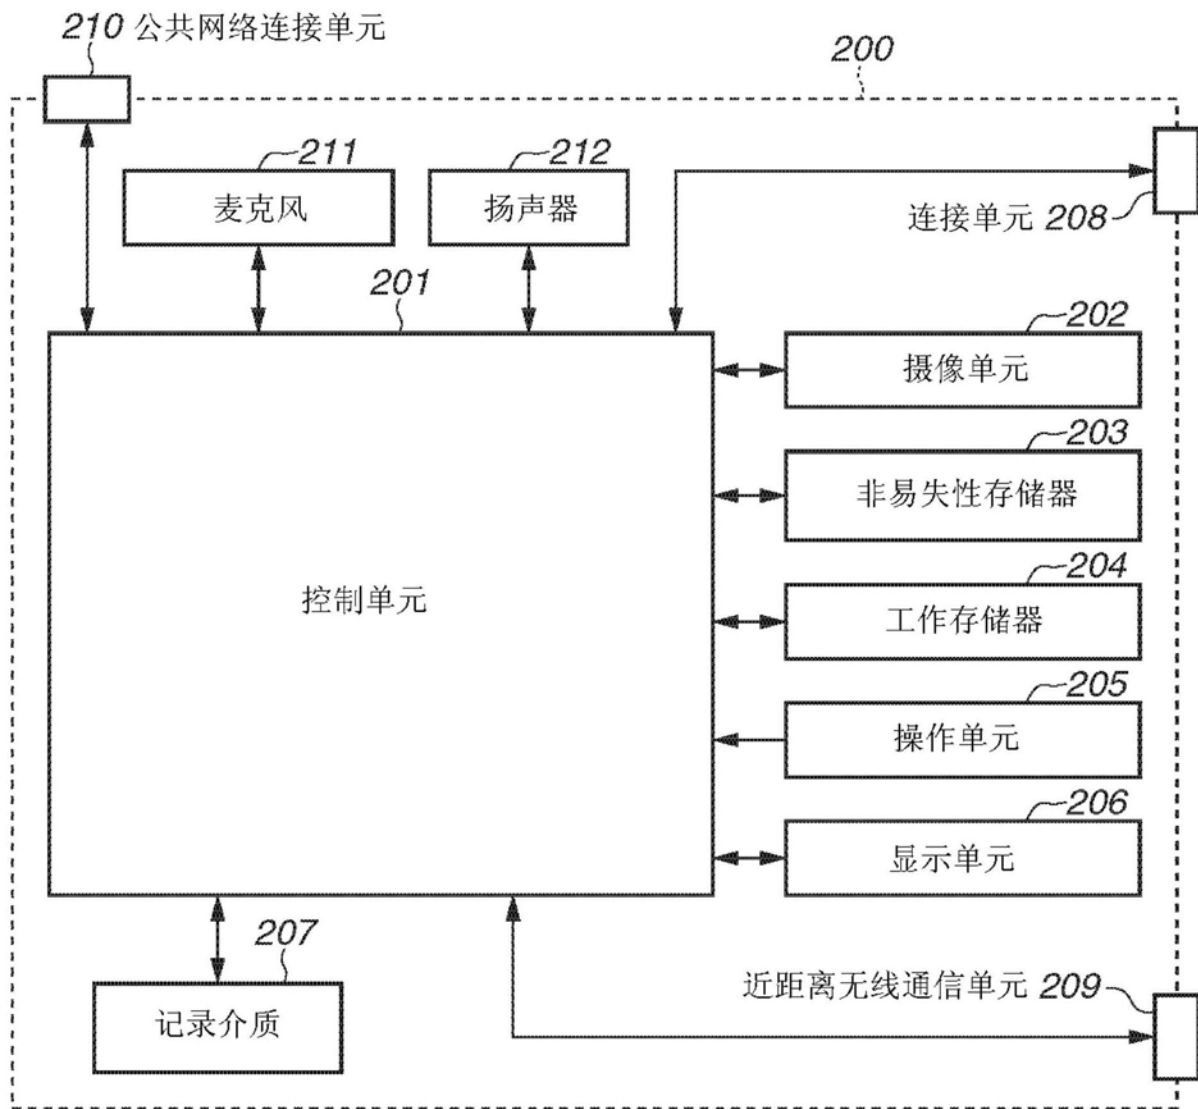 210 公共网络连接单元
200
211
麦克风
212
扬声器
连接单元 208
201
202
摄像单元
203
非易失性存储器
控制单元
204
工作存储器
205
操作单元
206
显示单元
207
记录介质
近距离无线通信单元 209